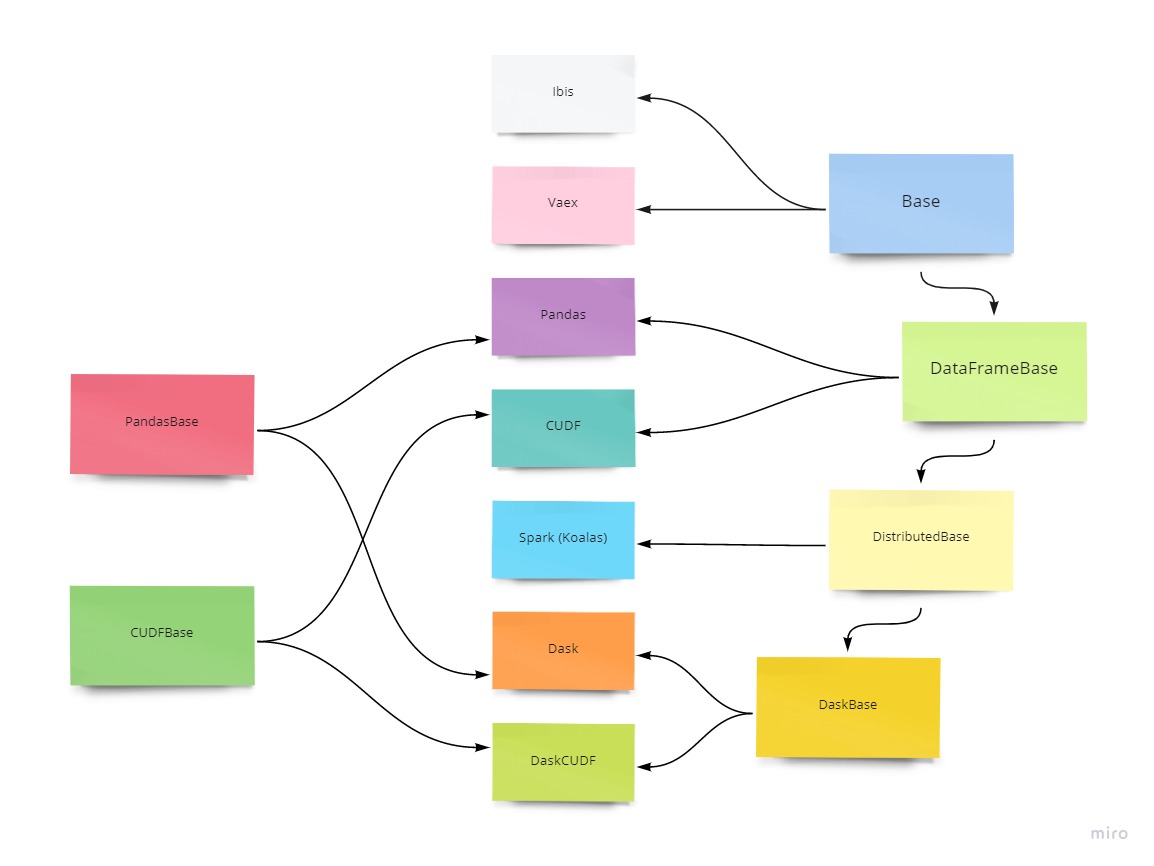 Ibis
Vaex
Base
Pandas
DataFrameBase
PandasBase
CUDF
Spark (Koalas)
DistributedBase
CUDFBase
Dask
DaskBase
DaskCUDF
miro